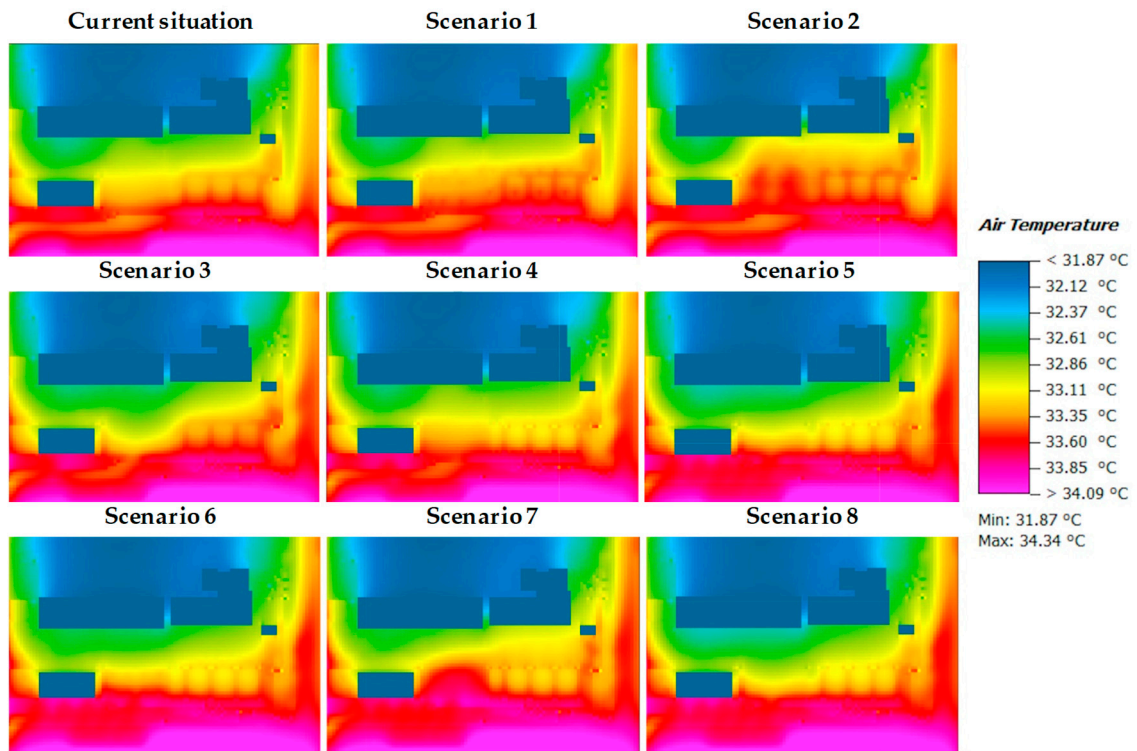 Current situation
Scenario 1
Scenario 2
Scenario 3
Scenario 4
Scenario 5
Scenario 6
Scenario 7
Scenario 8
Air Temperature
< 31.87 °C
32.12 °C
32.37 °C
32.61 °C
32.86 °C
33.11 °C
33.35 °C
33.60 °C
33.85 °C
> 34.09 °C
Min: 31.87 °C
Max: 34.34 °C